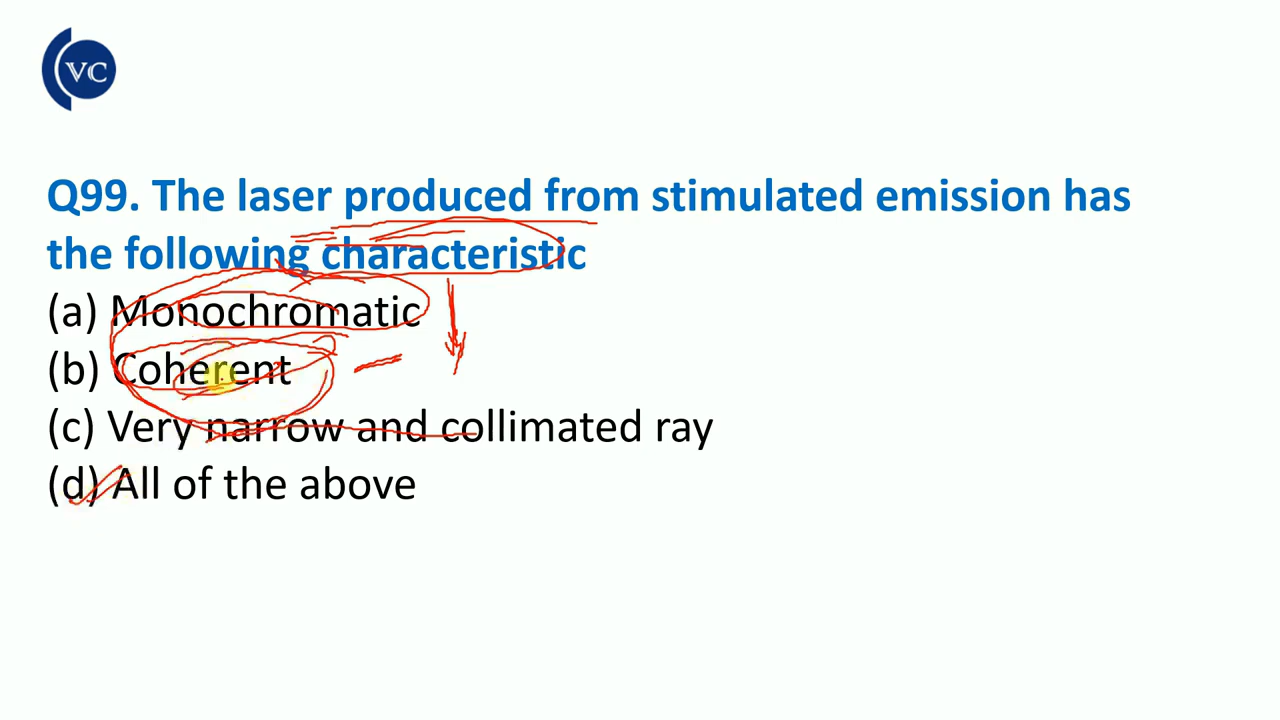 VC
Q99. The laser produced from stimulated emission has
the following characteristic
(a) Monochromatic
(b) Coherent
(c) Very narrow and collimated ray
(d) All of the above